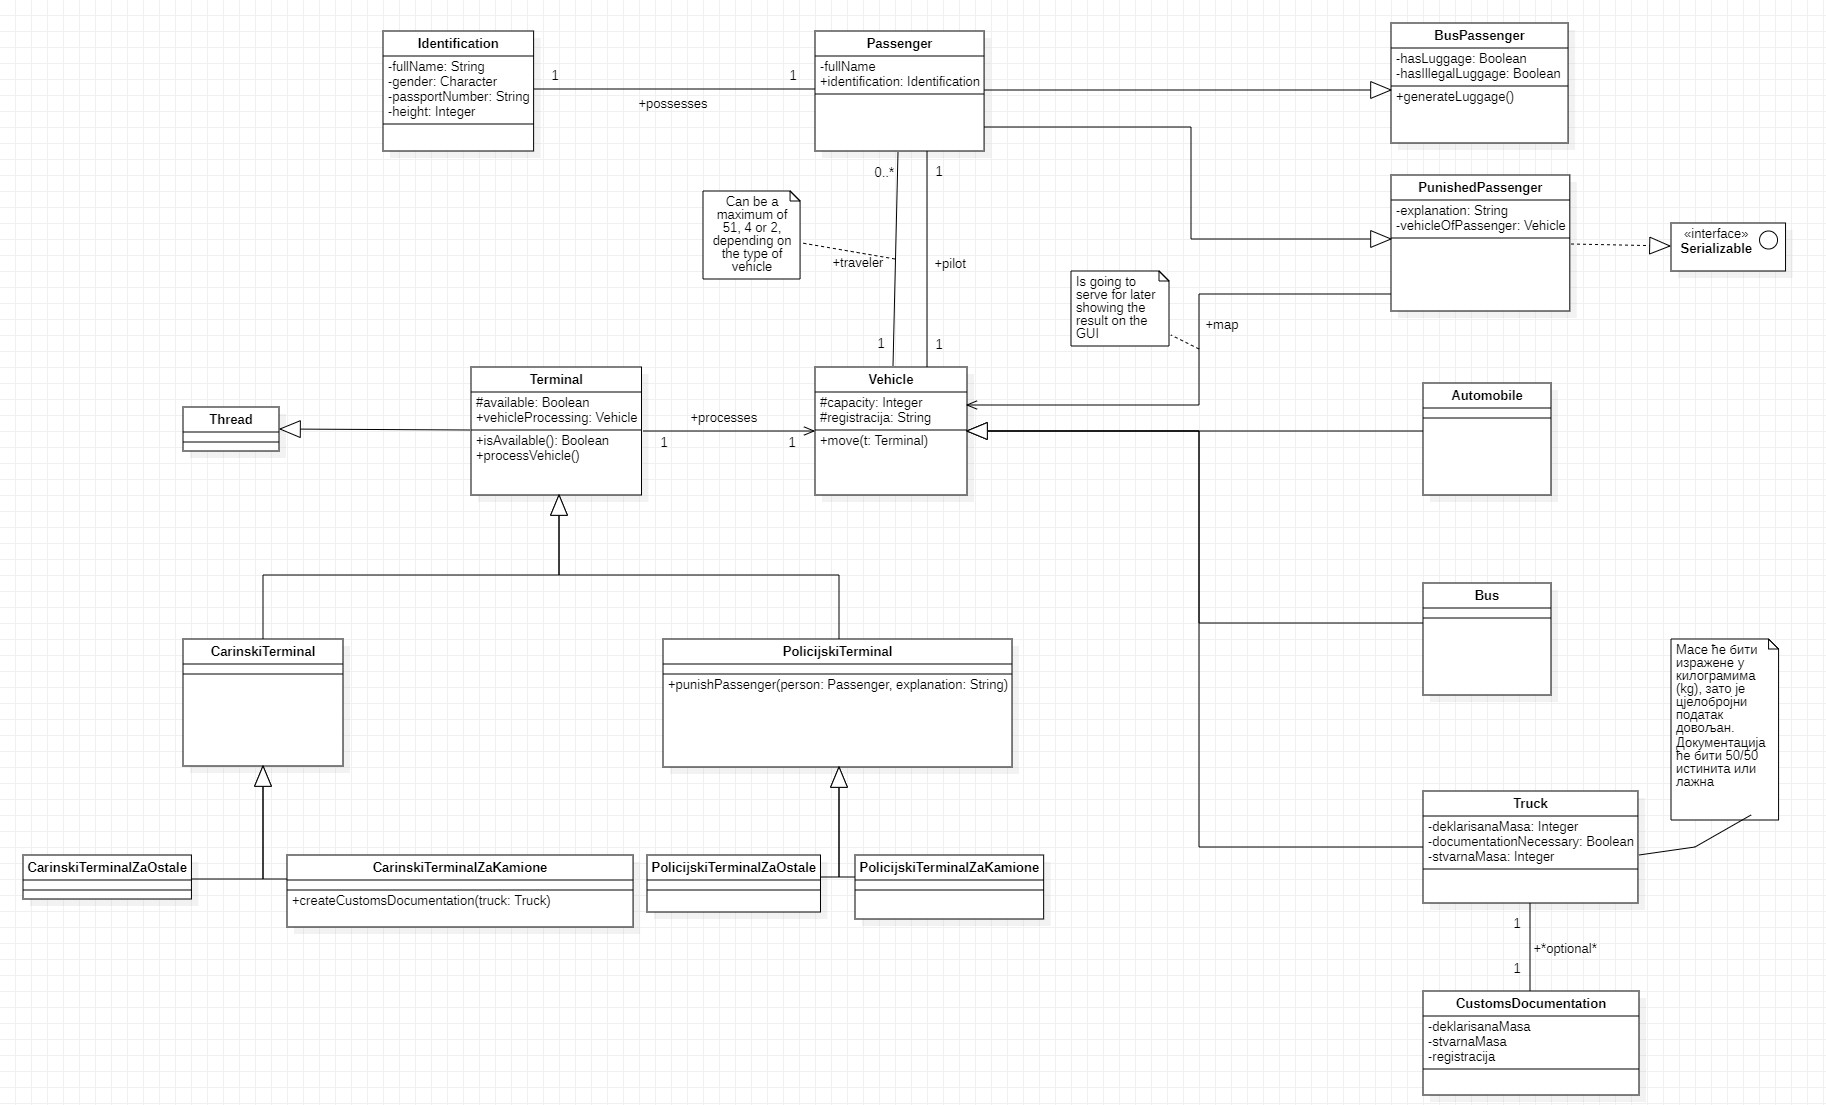 Identification
-fullName: String
-gender: Character
-passportNumber: String
-height: Integer
1
1
+possesses
Passenger
-fullName
+identification: Identification
BusPassenger
-hasLuggage: Boolean
-hasIllegalLuggage: Boolean
+generateLuggage()
PunishedPassenger
-explanation: String
-vehicleOfPassenger: Vehicle
«interface»
Serializable
0..*
1
Can be a
maximum of
51, 4 or 2,
depending on
the type of
vehicle
+traveler
+pilot
1
1
Is going to
serve for later
showing the
result on the
GUI
+map
Thread
Terminal
#available: Boolean
+vehicleProcessing: Vehicle
+isAvailable(): Boolean
+processVehicle()
+processes
1
1
Vehicle
#capacity: Integer
#registracija: String
+move(t: Terminal)
Automobile
Bus
CarinskiTerminal
PolicijskiTerminal
+punishPassenger(person: Passenger, explanation: String)
Масе ће бити
изражене у
килограмима
(kg), зато је
цјелобројни
податак
довољан.
Документација
ће бити 50/50
истинита или
лажна
Truck
-deklarisanaMasa: Integer
-documentationNecessary: Boolean
-stvarnaMasa: Integer
CarinskiTerminalZaOstale
CarinskiTerminalZaKamione
+createCustomsDocumentation(truck: Truck)
PolicijskiTerminalZaOstale
PolicijskiTerminalZaKamione
1
+*optional*
1
CustomsDocumentation
-deklarisanaMasa
-stvarnaMasa
-registracija